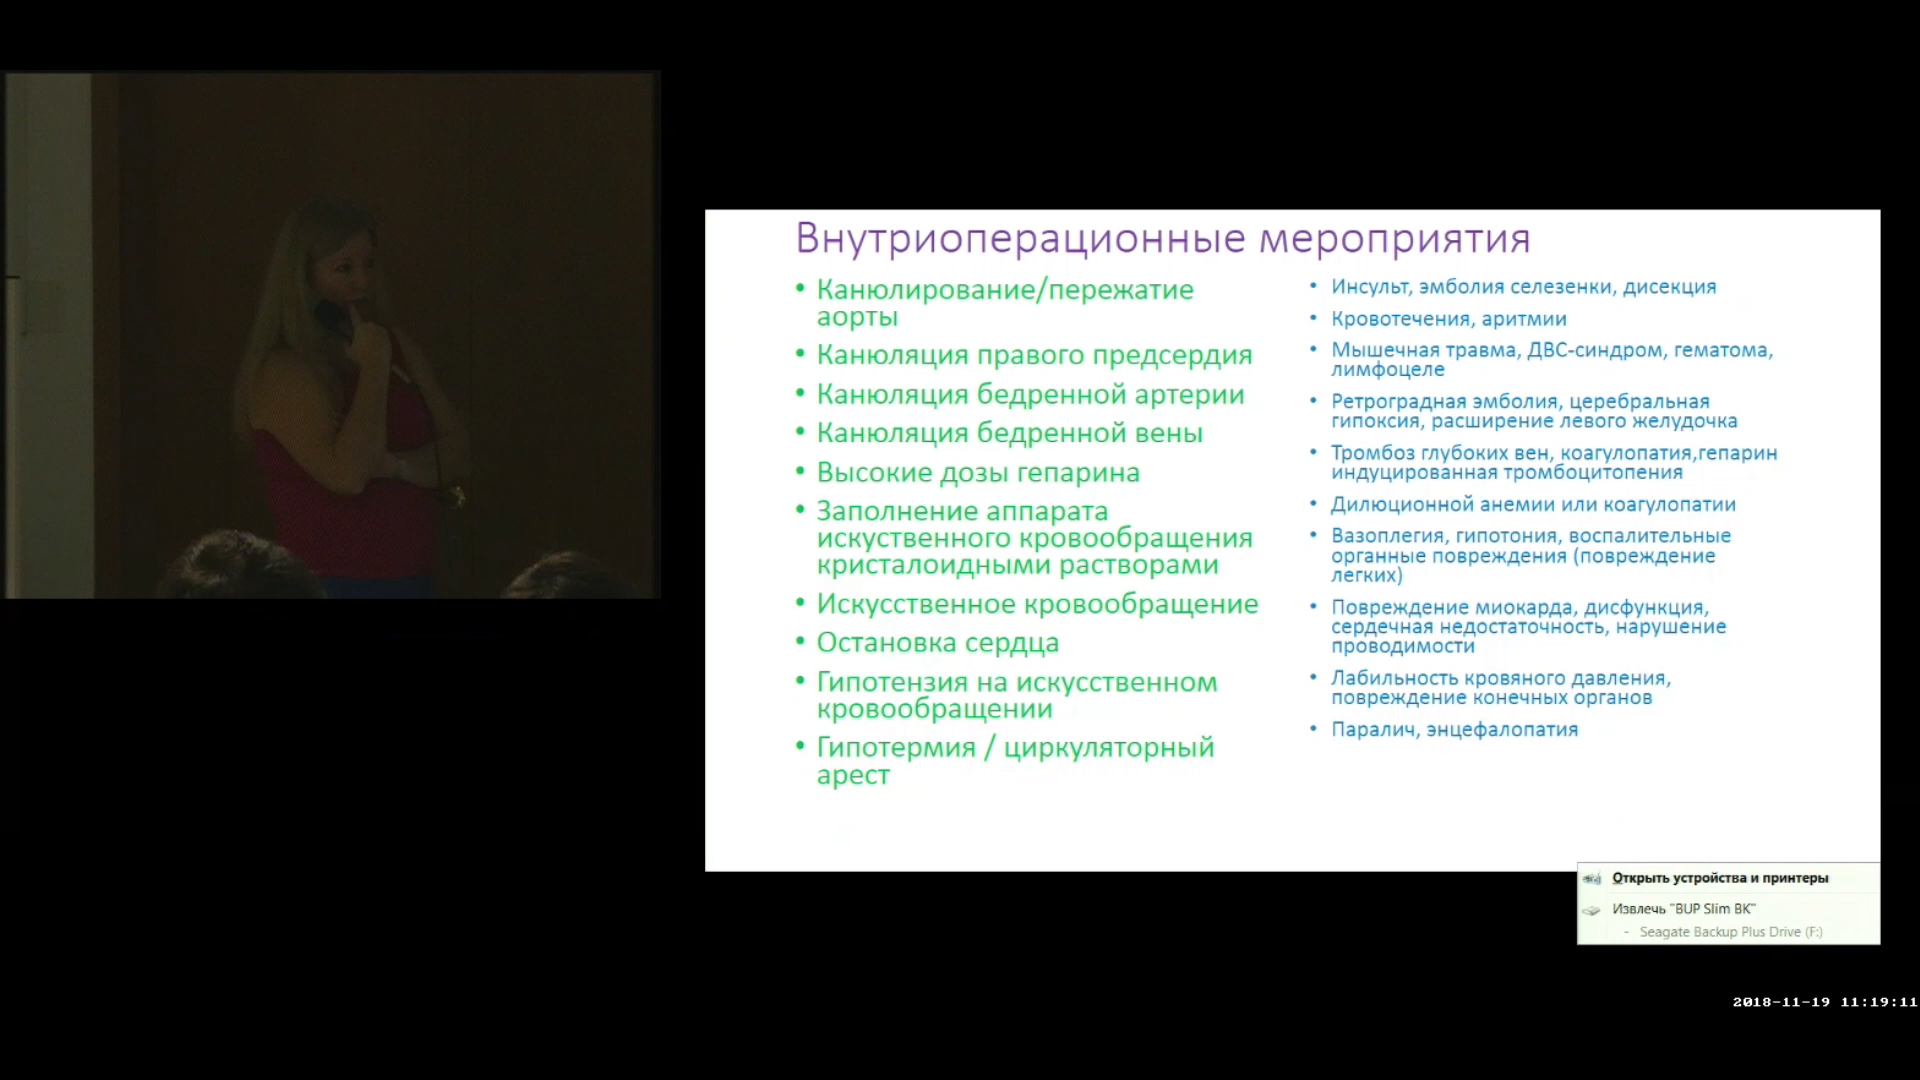 Внутриоперационные мероприятия
• Канюлирование/пережатие
аорты
• Канюляция правого предсердия
• Канюляция бедренной артерии
• Канюляция бедренной вены
• Высокие дозы гепарина
• Заполнение аппарата
искуственного кровообращения
кристалоидными растворами
• Искусственное кровообращение
• Остановка сердца
• Гипотензия на искусственном
кровообращении
• Гипотермия / циркуляторный
арест
• Инсульт, эмболия селезенки, дисекция
• Кровотечения, аритмии
• Мышечная травма, ДВС-синдром, гематома,
лимфоцеле
• Ретроградная эмболия, церебральная
гипоксия, расширение левого желудочка
• Тромбоз глубоких вен, коагулопатия,гепарин
индуцированная тромбоцитопения
• Дилюционной анемии или коагулопатии
• Вазоплегия, гипотония, воспалительные
органные повреждения (повреждение
легких)
• Повреждение миокарда, дисфункция,
сердечная недостаточность, нарушение
проводимости
• Лабильность кровяного давления,
повреждение конечных органов
• Паралич, энцефалопатия
Открыть устройства и принтеры
Извлечь "BUP Slim BK"
- Seagate Backup Plus Drive (F:)
2018-11-19 11:19:11